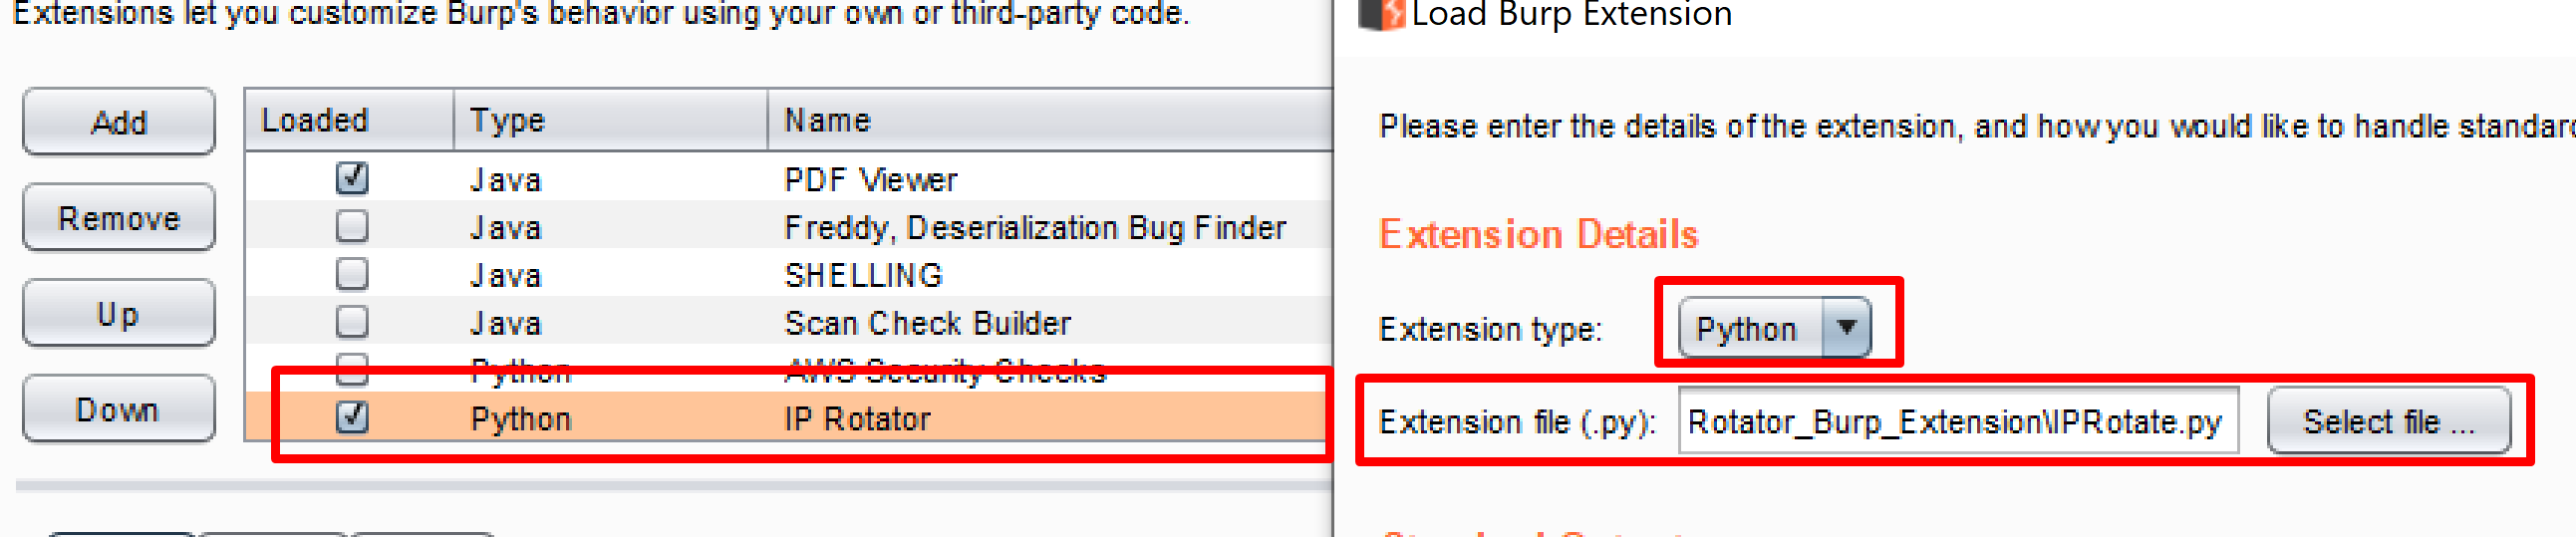 Extensions let you customize Burp's behavior using your own or third-party code.
Add
Remove
Up
Down
Loaded Type Name
Java PDF Viewer
Java Freddy, Deserialization Bug Finder
Java SHELLING
Java Scan Check Builder
Python AWS Security Checks
Python IP Rotator
Load Burp Extension
Please enter the details of the extension, and how you would like to handle standard
Extension Details
Extension type: Python
Extension file (.py): Rotator_Burp_Extension\IPRotate.py Select file ...